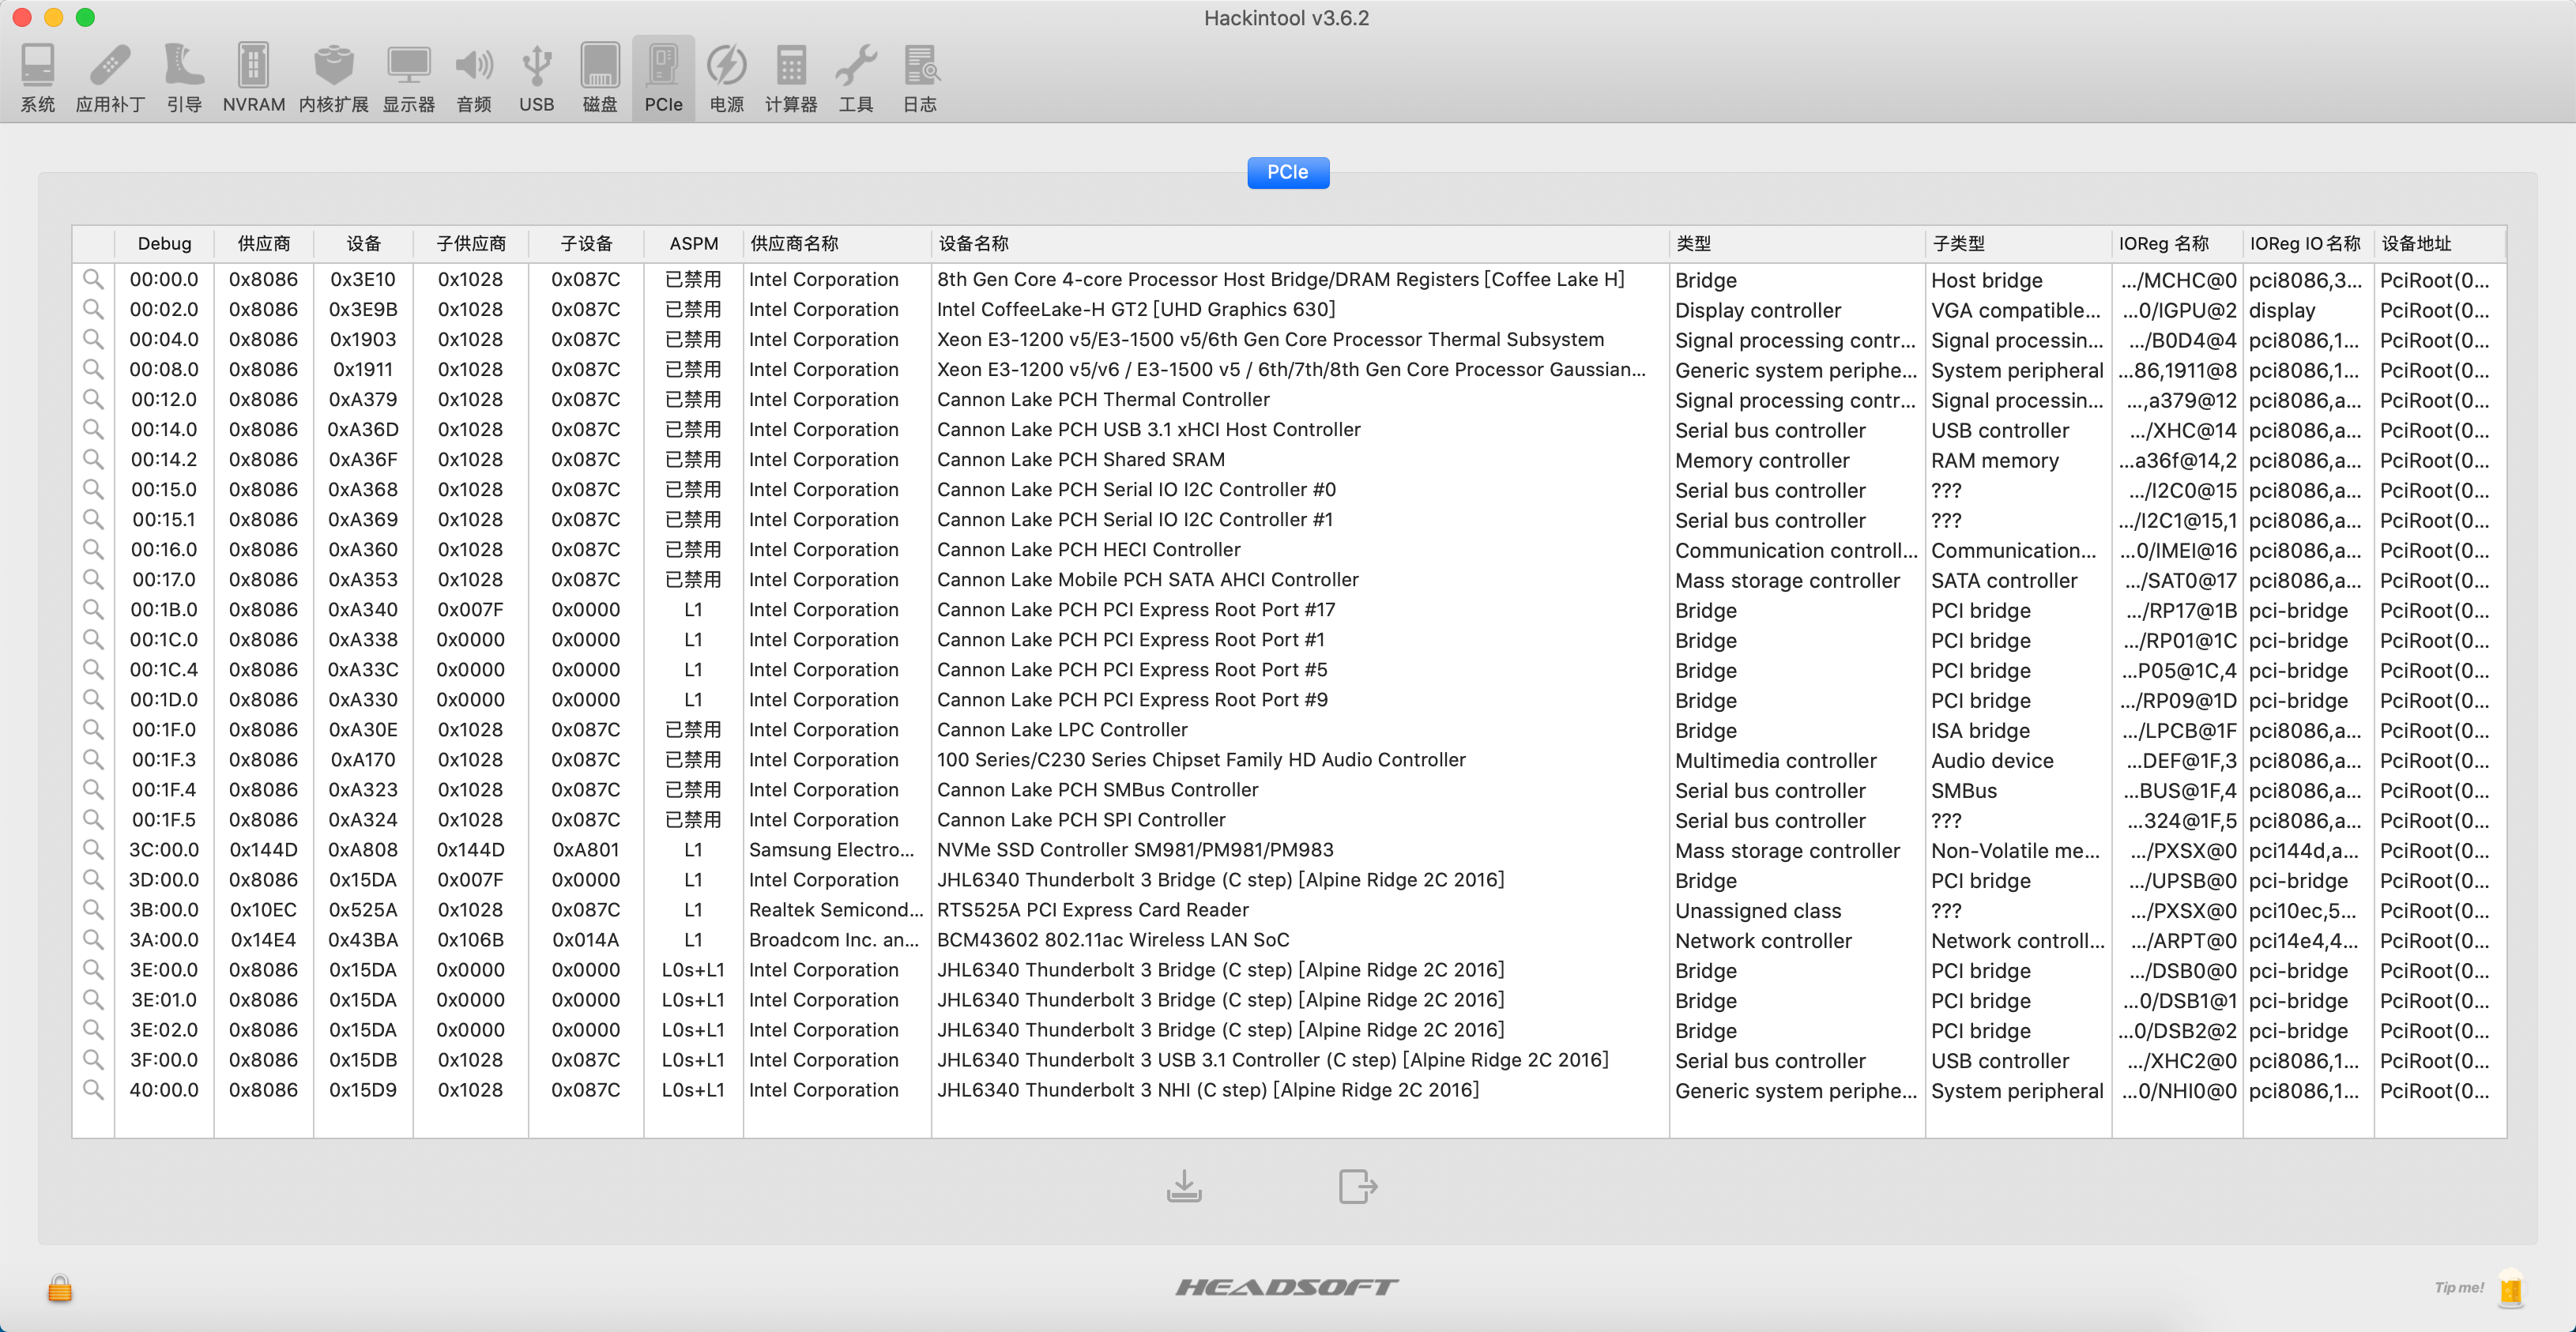 Hackintool v3.6.2
系统 应用补丁 引导 NVRAM 内核扩展 显示器 音频 USB 磁盘 PCIe 电源 计算器 工具 日志
PCIe
Debug 供应商 设备 子供应商 子设备 ASPM 供应商名称 设备名称 类型 子类型 IOReg 名称 IOReg IO 名称 设备地址
00:00.0 0x8086 0x3E10 0x1028 0x087C 已禁用 Intel Corporation 8th Gen Core 4-core Processor Host Bridge/DRAM Registers [Coffee Lake H] Bridge Host bridge .../MCHC@0 pci8086,3... PciRoot(0...
00:02.0 0x8086 0x3E9B 0x1028 0x087C 已禁用 Intel Corporation Intel CoffeeLake-H GT2 [UHD Graphics 630] Display controller VGA compatible... ...0/IGPU@2 display PciRoot(0...
00:04.0 0x8086 0x1903 0x1028 0x087C 已禁用 Intel Corporation Xeon E3-1200 v5/E3-1500 v5/6th Gen Core Processor Thermal Subsystem Signal processing contr... Signal processin... .../B0D4@4 pci8086,1... PciRoot(0...
00:08.0 0x8086 0x1911 0x1028 0x087C 已禁用 Intel Corporation Xeon E3-1200 v5/v6 / E3-1500 v5 / 6th/7th/8th Gen Core Processor Gaussian... Generic system periphe... System peripheral ...86,1911@8 pci8086,1... PciRoot(0...
00:12.0 0x8086 0xA379 0x1028 0x087C 已禁用 Intel Corporation Cannon Lake PCH Thermal Controller Signal processing contr... Signal processin... ...,a379@12 pci8086,a... PciRoot(0...
00:14.0 0x8086 0xA36D 0x1028 0x087C 已禁用 Intel Corporation Cannon Lake PCH USB 3.1 xHCI Host Controller Serial bus controller USB controller .../XHC@14 pci8086,a... PciRoot(0...
00:14.2 0x8086 0xA36F 0x1028 0x087C 已禁用 Intel Corporation Cannon Lake PCH Shared SRAM Memory controller RAM memory ...a36f@14,2 pci8086,a... PciRoot(0...
00:15.0 0x8086 0xA368 0x1028 0x087C 已禁用 Intel Corporation Cannon Lake PCH Serial IO I2C Controller #0 Serial bus controller ??? .../I2C0@15 pci8086,a... PciRoot(0...
00:15.1 0x8086 0xA369 0x1028 0x087C 已禁用 Intel Corporation Cannon Lake PCH Serial IO I2C Controller #1 Serial bus controller ??? .../I2C1@15,1 pci8086,a... PciRoot(0...
00:16.0 0x8086 0xA360 0x1028 0x087C 已禁用 Intel Corporation Cannon Lake PCH HECI Controller Communication controll... Communication... ...0/IMEI@16 pci8086,a... PciRoot(0...
00:17.0 0x8086 0xA353 0x1028 0x087C 已禁用 Intel Corporation Cannon Lake Mobile PCH SATA AHCI Controller Mass storage controller SATA controller .../SAT0@17 pci8086,a... PciRoot(0...
00:1B.0 0x8086 0xA340 0x007F 0x0000 L1 Intel Corporation Cannon Lake PCH PCI Express Root Port #17 Bridge PCI bridge .../RP17@1B pci-bridge PciRoot(0...
00:1C.0 0x8086 0xA338 0x0000 0x0000 L1 Intel Corporation Cannon Lake PCH PCI Express Root Port #1 Bridge PCI bridge .../RP01@1C pci-bridge PciRoot(0...
00:1C.4 0x8086 0xA33C 0x0000 0x0000 L1 Intel Corporation Cannon Lake PCH PCI Express Root Port #5 Bridge PCI bridge ...P05@1C,4 pci-bridge PciRoot(0...
00:1D.0 0x8086 0xA330 0x0000 0x0000 L1 Intel Corporation Cannon Lake PCH PCI Express Root Port #9 Bridge PCI bridge .../RP09@1D pci-bridge PciRoot(0...
00:1F.0 0x8086 0xA30E 0x1028 0x087C 已禁用 Intel Corporation Cannon Lake LPC Controller Bridge ISA bridge .../LPCB@1F pci8086,a... PciRoot(0...
00:1F.3 0x8086 0xA170 0x1028 0x087C 已禁用 Intel Corporation 100 Series/C230 Series Chipset Family HD Audio Controller Multimedia controller Audio device ...DEF@1F,3 pci8086,a... PciRoot(0...
00:1F.4 0x8086 0xA323 0x1028 0x087C 已禁用 Intel Corporation Cannon Lake PCH SMBus Controller Serial bus controller SMBus ...BUS@1F,4 pci8086,a... PciRoot(0...
00:1F.5 0x8086 0xA324 0x1028 0x087C 已禁用 Intel Corporation Cannon Lake PCH SPI Controller Serial bus controller ??? ...324@1F,5 pci8086,a... PciRoot(0...
3C:00.0 0x144D 0xA808 0x144D 0xA801 L1 Samsung Electro... NVMe SSD Controller SM981/PM981/PM983 Mass storage controller Non-Volatile me... .../PXSX@0 pci144d,a... PciRoot(0...
3D:00.0 0x8086 0x15DA 0x007F 0x0000 L1 Intel Corporation JHL6340 Thunderbolt 3 Bridge (C step) [Alpine Ridge 2C 2016] Bridge PCI bridge .../UPSB@0 pci-bridge PciRoot(0...
3B:00.0 0x10EC 0x525A 0x1028 0x087C L1 Realtek Semicond... RTS525A PCI Express Card Reader Unassigned class ??? .../PXSX@0 pci10ec,5... PciRoot(0...
3A:00.0 0x14E4 0x43BA 0x106B 0x014A L1 Broadcom Inc. an... BCM43602 802.11ac Wireless LAN SoC Network controller Network controll... .../ARPT@0 pci14e4,4... PciRoot(0...
3E:00.0 0x8086 0x15DA 0x0000 0x0000 L0s+L1 Intel Corporation JHL6340 Thunderbolt 3 Bridge (C step) [Alpine Ridge 2C 2016] Bridge PCI bridge .../DSB0@0 pci-bridge PciRoot(0...
3E:01.0 0x8086 0x15DA 0x0000 0x0000 L0s+L1 Intel Corporation JHL6340 Thunderbolt 3 Bridge (C step) [Alpine Ridge 2C 2016] Bridge PCI bridge ...0/DSB1@1 pci-bridge PciRoot(0...
3E:02.0 0x8086 0x15DA 0x0000 0x0000 L0s+L1 Intel Corporation JHL6340 Thunderbolt 3 Bridge (C step) [Alpine Ridge 2C 2016] Bridge PCI bridge ...0/DSB2@2 pci-bridge PciRoot(0...
3F:00.0 0x8086 0x15DB 0x1028 0x087C L0s+L1 Intel Corporation JHL6340 Thunderbolt 3 USB 3.1 Controller (C step) [Alpine Ridge 2C 2016] Serial bus controller USB controller .../XHC2@0 pci8086,1... PciRoot(0...
40:00.0 0x8086 0x15D9 0x1028 0x087C L0s+L1 Intel Corporation JHL6340 Thunderbolt 3 NHI (C step) [Alpine Ridge 2C 2016] Generic system periphe... System peripheral ...0/NHI0@0 pci8086,1... PciRoot(0...
HEADSOFT
Tip me!